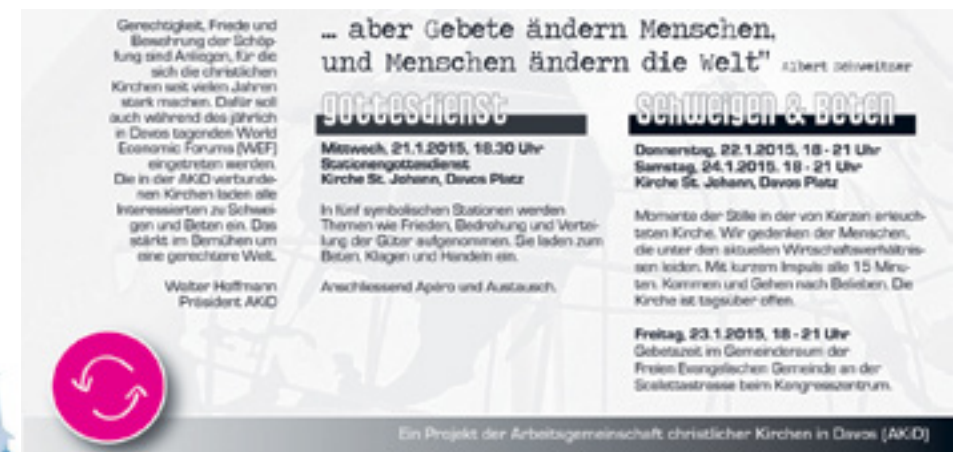 Gerechtigkeit, Friede und
Bewahrung der Schöp-
fung sind Anliegen, für die
sich die christlichen
Kirchen seit vielen Jahren
stark machen. Dafür soll
auch während des jährlich
in Davos tagenden World
Economic Forums (WEF)
eingetreten werden.
Die in der AKiD verbunde-
nen Kirchen laden alle
Interessierten zu Schwei-
gen und Beten ein. Das
stärkt im Bemühen um
eine gerechtere Welt.
Walter Hoffmann
Präsident AKiD
... aber Gebete ändern Menschen,
und Menschen ändern die Welt" Albert Schweitzer
gottesdienst
Mittwoch, 21.1.2015, 18.30 Uhr
Stationengottesdienst
Kirche St. Johann, Davos Platz
In fünf symbolischen Stationen werden
Themen wie Frieden, Bedrohung und Vertei-
lung der Güter aufgenommen. Sie laden zum
Beten, Klagen und Handeln ein.
Anschliessend Apéro und Austausch.
schweigen & Beten
Donnerstag, 22.1.2015, 18 - 21 Uhr
Samstag, 24.1.2015. 18 - 21 Uhr
Kirche St. Johann, Davos Platz
Momente der Stille in der von Kerzen erleuch-
teten Kirche. Wir gedenken der Menschen,
die unter den aktuellen Wirtschaftsverhältnis-
sen leiden. Mit kurzem Impuls alle 15 Minu-
ten. Kommen und Gehen nach Belieben. Die
Kirche ist tagsüber offen.
Freitag, 23.1.2015, 18 - 21 Uhr
Gebetszeit im Gemeinderaum der
Freien Evangelischen Gemeinde an der
Scalettastrasse beim Kongresszentrum.
Ein Projekt der Arbeitsgemeinschaft christlicher Kirchen in Davos (AKiD)